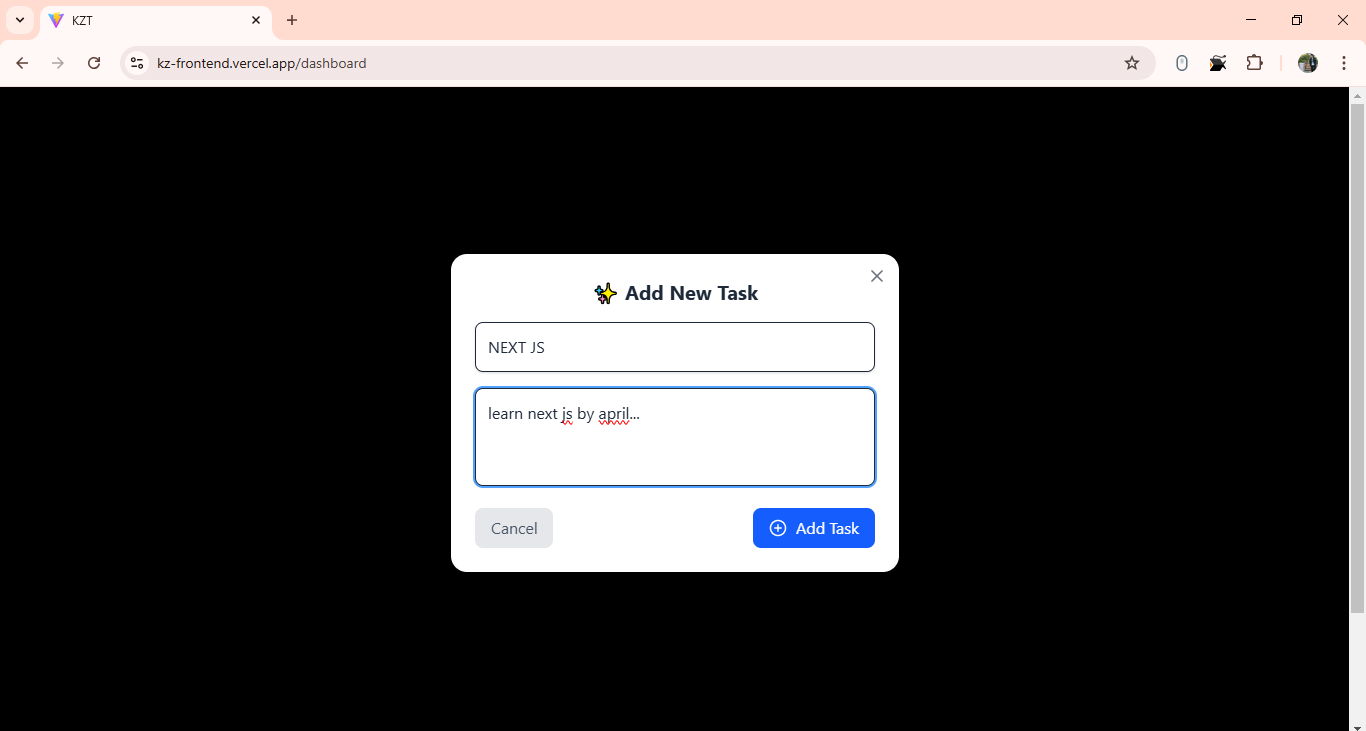 KZT
kz-frontend.vercel.app/dashboard
✨ Add New Task
NEXT JS
learn next js by april...
Cancel
Add Task